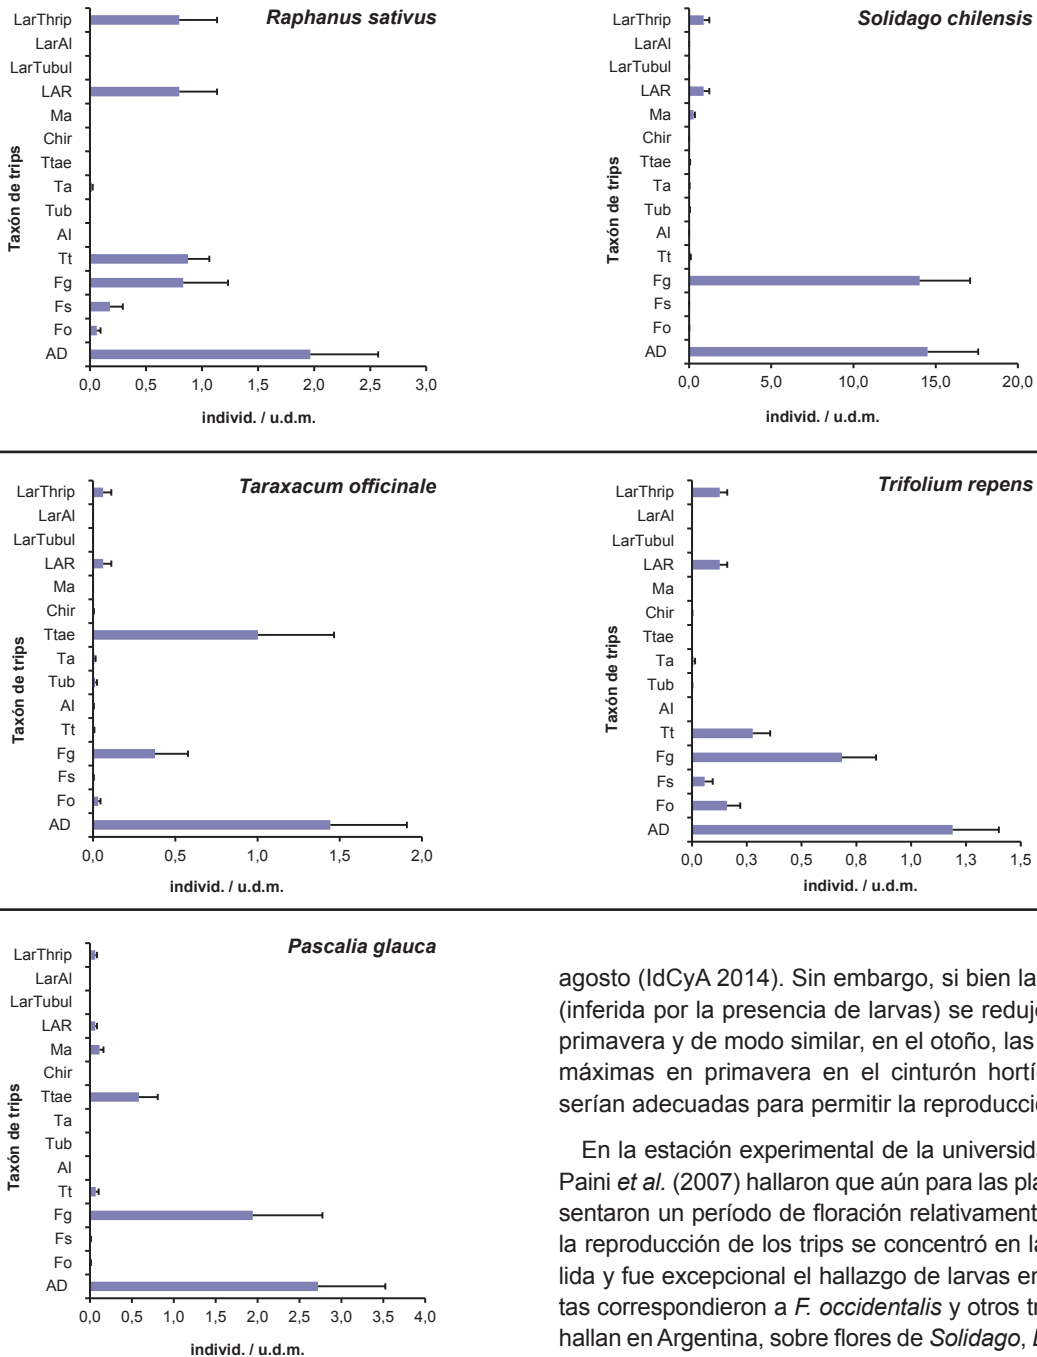 Raphanus sativus
Taxón de trips
LarThrip
LarAl
LarTubul
LAR
Ma
Chir
Ttae
Ta
Tub
Al
Tt
Fg
Fs
Fo
AD
0,0 0,5 1,0 1,5 2,0 2,5 3,0
individ. / u.d.m.
Solidago chilensis
Taxón de trips
LarThrip
LarAl
LarTubul
LAR
Ma
Chir
Ttae
Ta
Tub
Al
Tt
Fg
Fs
Fo
AD
0,0 5,0 10,0 15,0 20,0
individ. / u.d.m.
Taraxacum officinale
Taxón de trips
LarThrip
LarAl
LarTubul
LAR
Ma
Chir
Ttae
Ta
Tub
Al
Tt
Fg
Fs
Fo
AD
0,0 0,5 1,0 1,5 2,0
individ. / u.d.m.
Trifolium repens
Taxón de trips
LarThrip
LarAl
LarTubul
LAR
Ma
Chir
Ttae
Ta
Tub
Al
Tt
Fg
Fs
Fo
AD
0,0 0,3 0,5 0,8 1,0 1,3 1,5
individ. / u.d.m.
Pascalia glauca
Taxón de trips
LarThrip
LarAl
LarTubul
LAR
Ma
Chir
Ttae
Ta
Tub
Al
Tt
Fg
Fs
Fo
AD
0,0 0,5 1,0 1,5 2,0 2,5 3,0 3,5 4,0
individ. / u.d.m.
agosto (IdCyA 2014). Sin embargo, si bien la
(inferida por la presencia de larvas) se reduj
primavera y de modo similar, en el otoño, las
máximas en primavera en el cinturón hortí
serían adecuadas para permitir la reproducci
En la estación experimental de la universid
Paini et al. (2007) hallaron que aún para las pla
sentaron un período de floración relativament
la reproducción de los trips se concentró en la
lida y fue excepcional el hallazgo de larvas en
tas correspondieron a F. occidentalis y otros t
hallan en Argentina, sobre flores de Solidago,